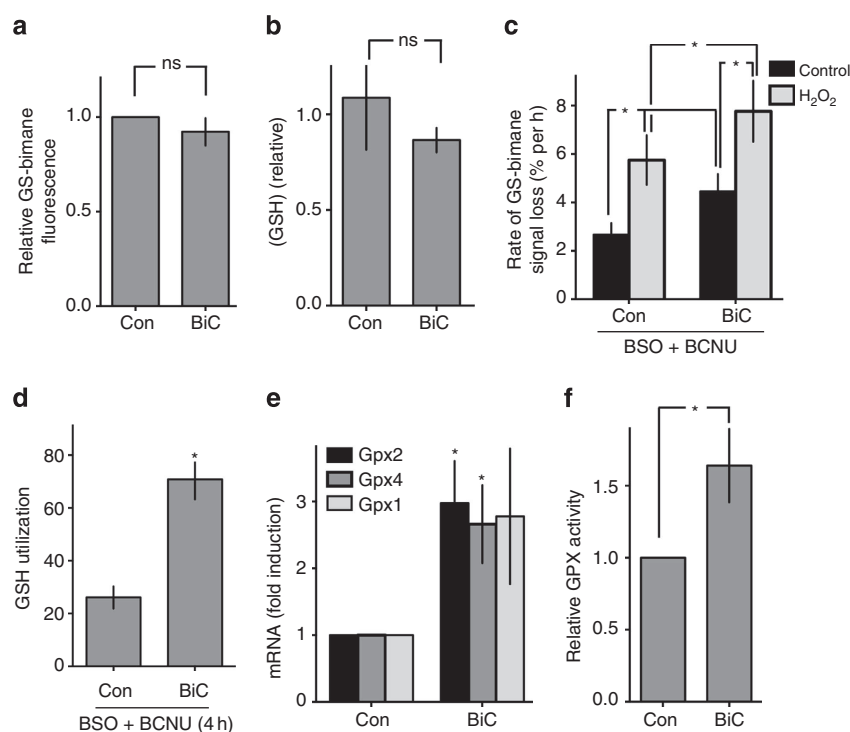 a
ns
Relative GS-bimane
fluorescence
1.0
0.5
0.0
Con BiC
b
ns
(GSH) (relative)
1.0
0.5
0.0
Con BiC
c
*
*
*
Control
H₂O₂
Rate of GS-bimane
signal loss (% per h)
8
6
4
2
0
Con BiC
BSO + BCNU
d
GSH utilization
80
60
40
20
0
*
Con BiC
BSO + BCNU (4 h)
e
Gpx2
Gpx4
Gpx1
*
*
mRNA (fold induction)
3
2
1
0
Con BiC
f
*
Relative GPX activity
1.5
1.0
0.5
0.0
Con BiC